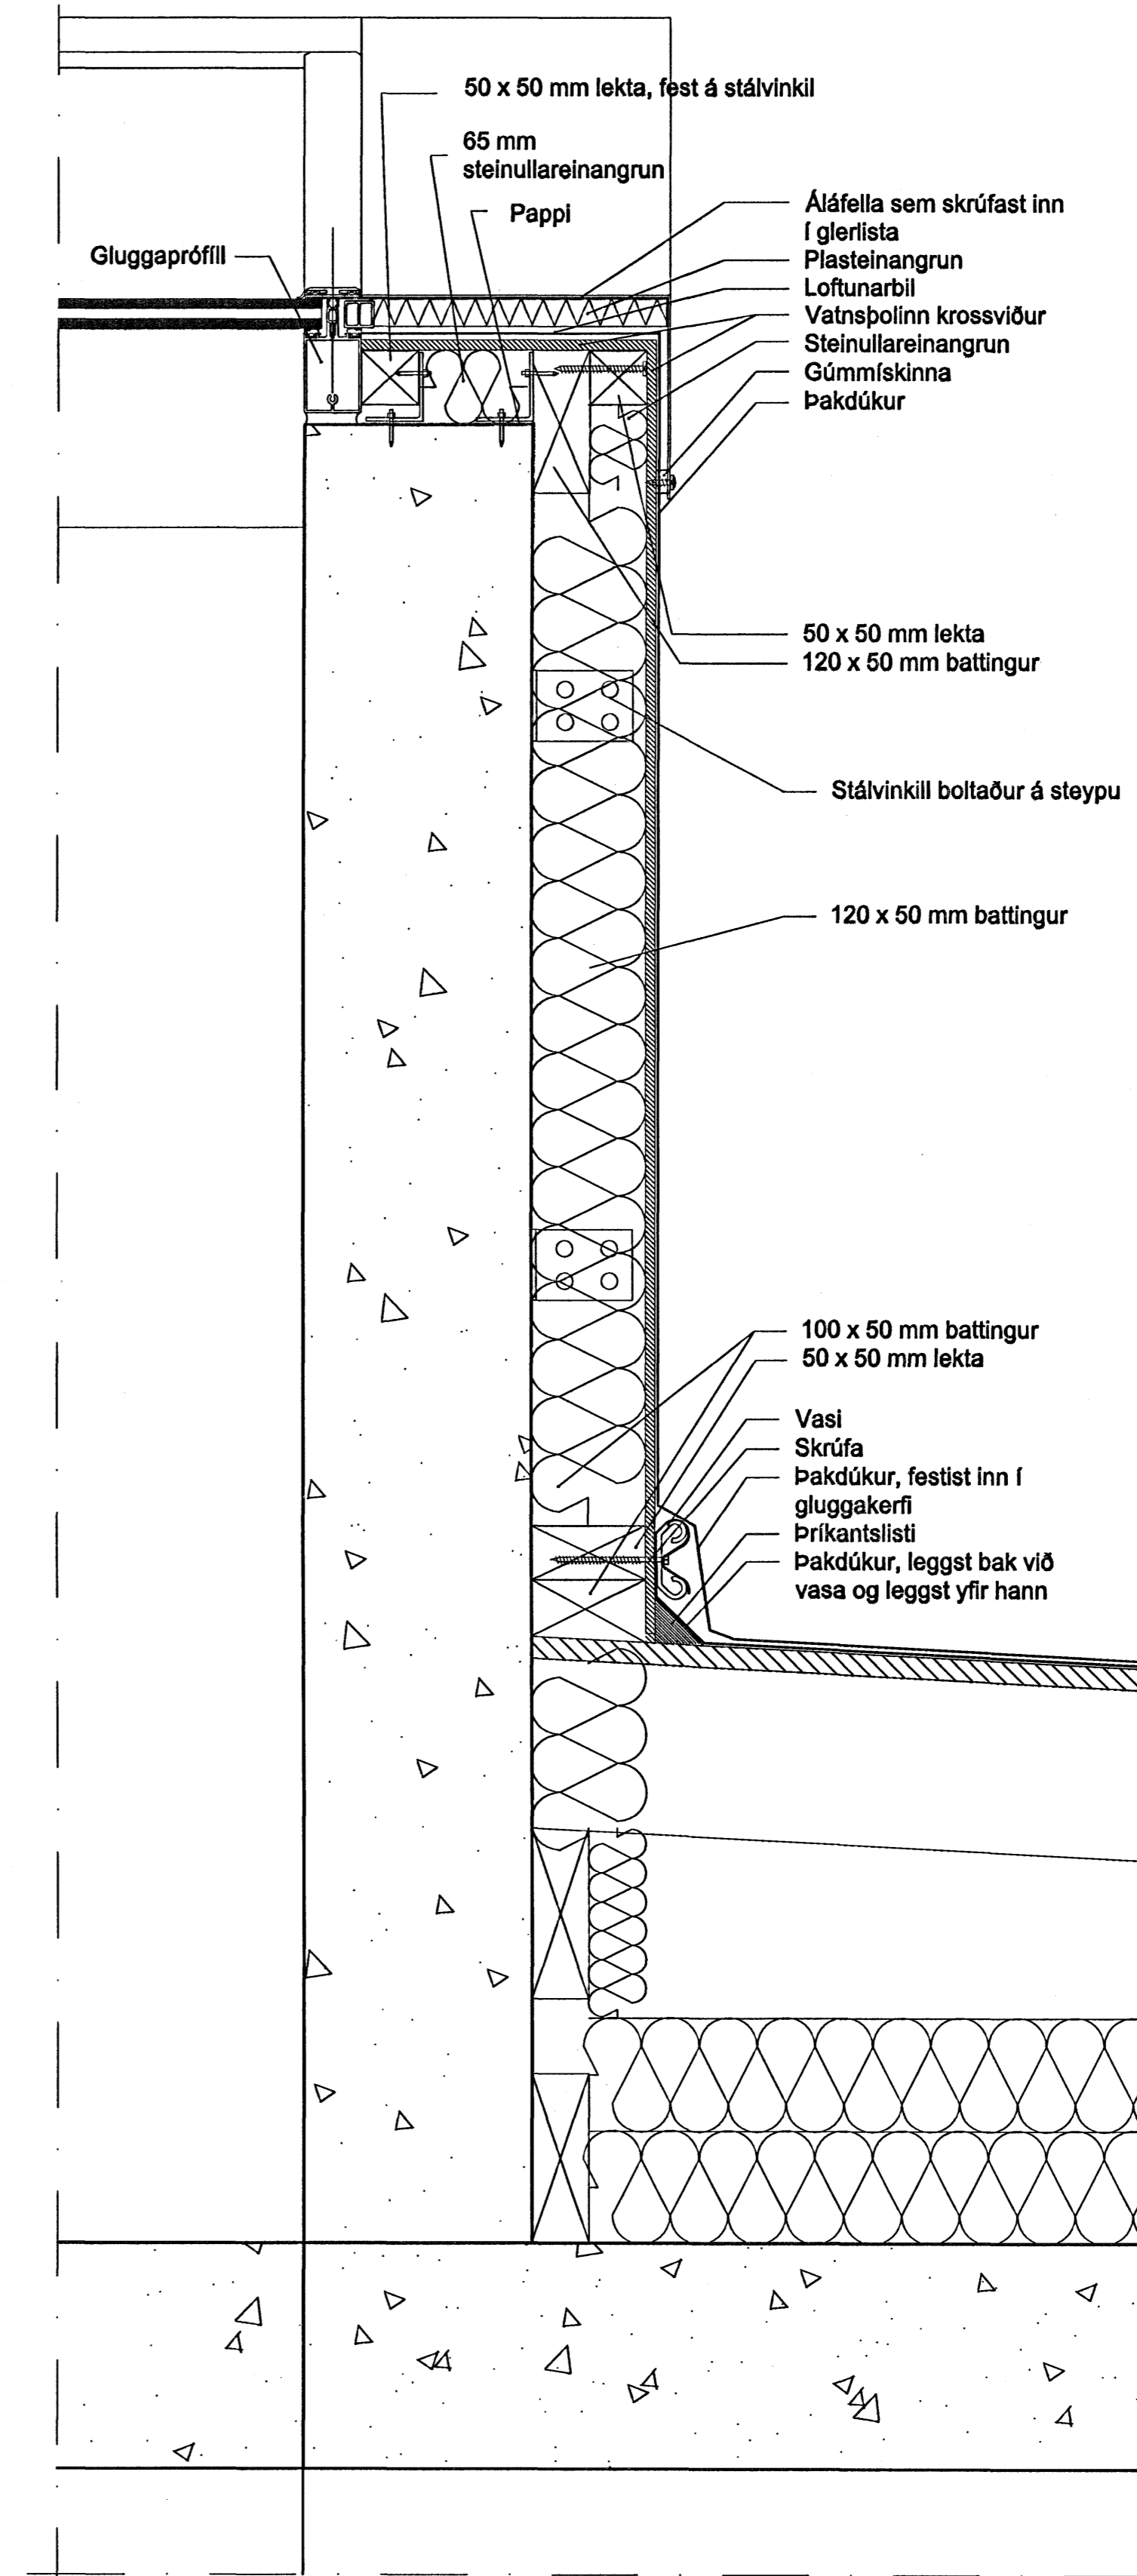 50 x 50 mm lekta, fest á stálvinkil
65 mm
steinullareinangrun
Pappi
Gluggaprófíll
Áláfella sem skrúfast inn
í glerlista
Plasteinangrun
Loftunarbil
Vatnsþolinn krossviður
Steinullareinangrun
Gúmmískinna
Þakdúkur
50 x 50 mm lekta
120 x 50 mm battingur
Stálvinkill boltaður á steypu
120 x 50 mm battingur
100 x 50 mm battingur
50 x 50 mm lekta
Vasi
Skrúfa
Þakdúkur, festist inn í
gluggakerfi
Þríkantslisti
Þakdúkur, leggst bak við
vasa og leggst yfir hann